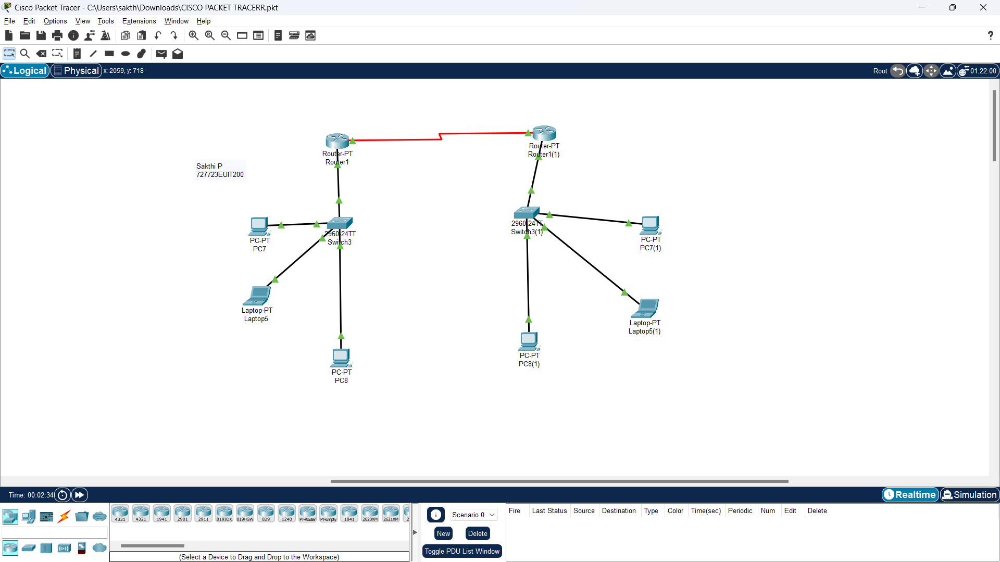 Cisco Packet Tracer - C:\Users\sakth\Downloads\CISCO PACKET TRACERR.pkt
File Edit Options View Tools Extensions Window Help
Logical Physical x: 2059, y: 718 Root 01:22:00
Router-PT
Router1
Router-PT
Router1(1)
Sakthi P
727723EUIT200
2960-24TT
Switch3
2960-24TT
Switch3(1)
PC-PT
PC7
PC-PT
PC7(1)
Laptop-PT
Laptop5
Laptop-PT
Laptop5(1)
PC-PT
PC8(1)
PC-PT
PC8
Time: 00:02:34 Realtime Simulation
4331 4321 1941 2901 2911 819IOX 819HGW 829 1240 PT-Router PT-Empty 1841 2620XM 2621XM 2
(Select a Device to Drag and Drop to the Workspace)
Scenario 0
New Delete
Toggle PDU List Window
Fire Last Status Source Destination Type Color Time(sec) Periodic Num Edit Delete